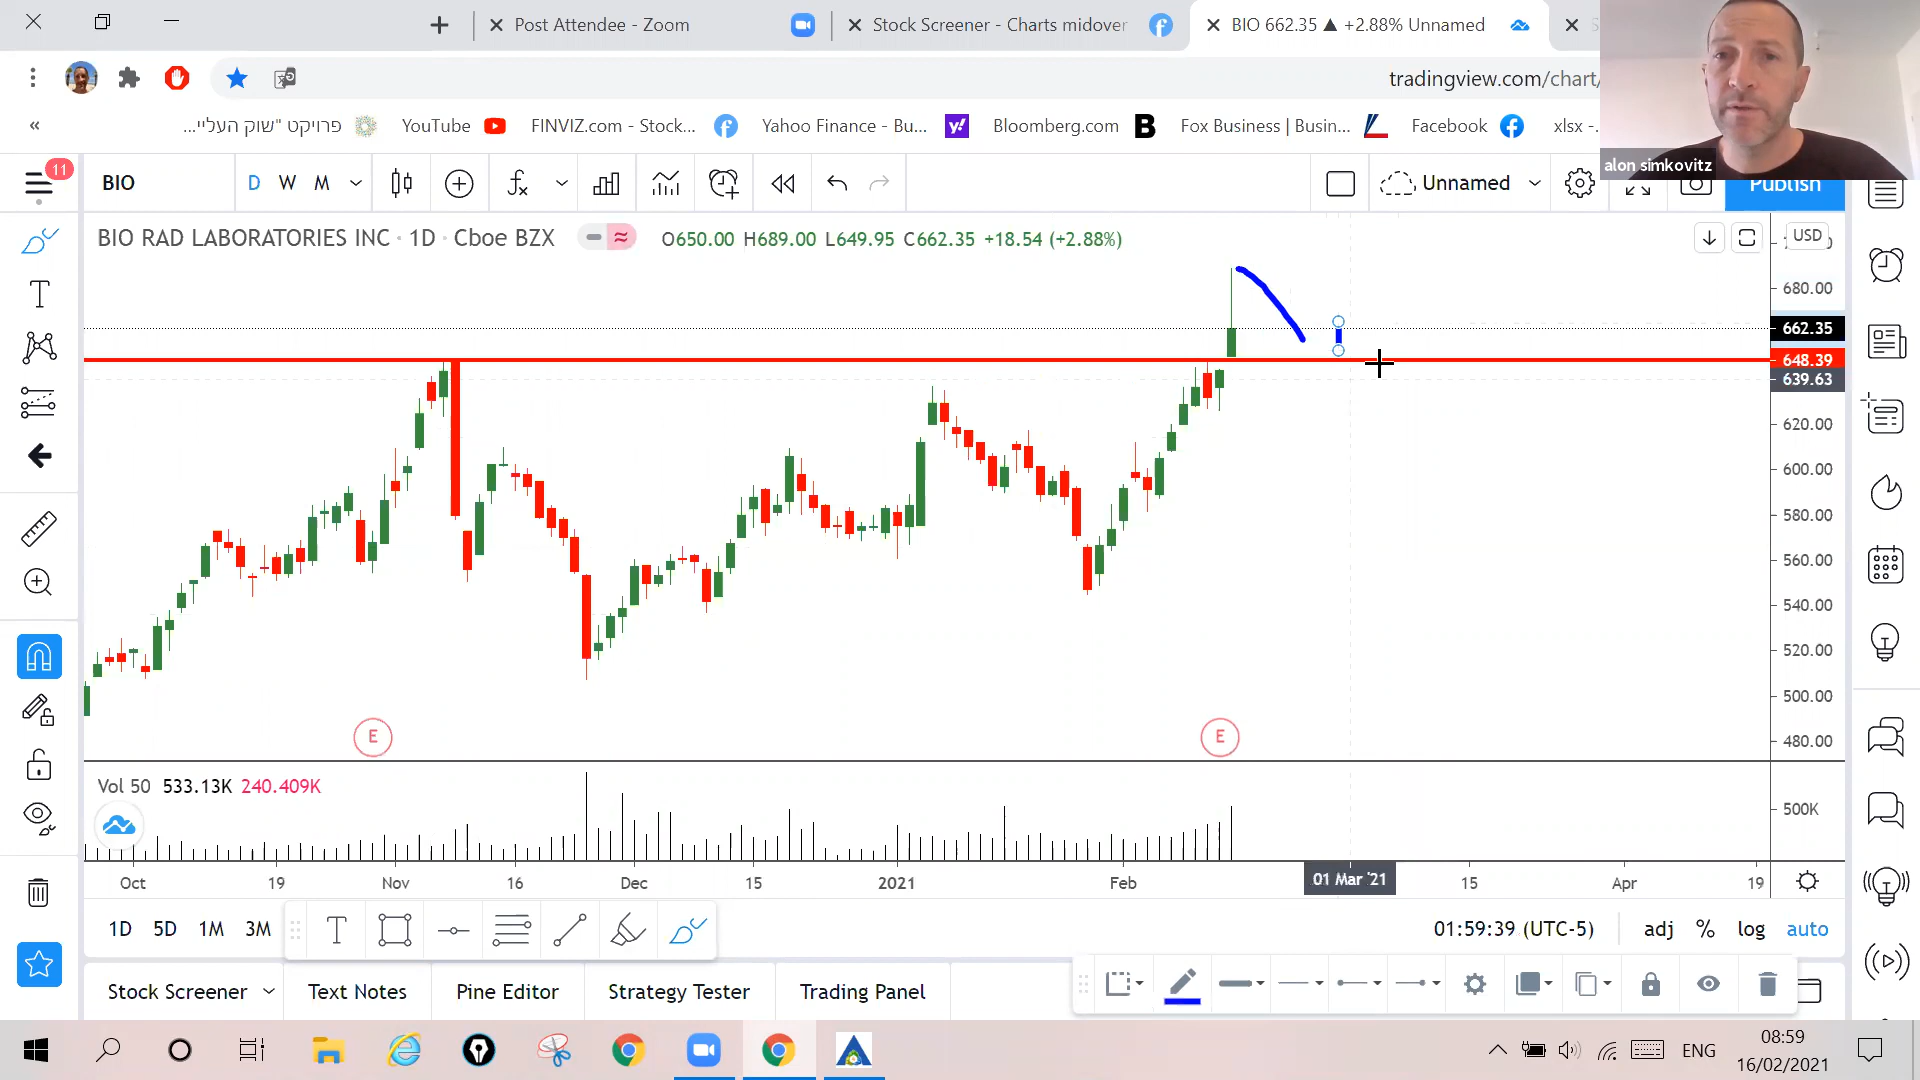 Post Attendee - Zoom
Stock Screener - Charts midover
BIO 662.35 ▲ +2.88% Unnamed
tradingview.com/chart/
«
פרויקט "שוק העליי...
YouTube
FINVIZ.com - Stock...
Yahoo Finance - Bu...
Bloomberg.com
Fox Business | Busin...
Facebook
xlsx -
alon simkovitz
11
BIO
D
W
M
Unnamed
Publish
BIO RAD LABORATORIES INC · 1D · Cboe BZX
O650.00 H689.00 L649.95 C662.35 +18.54 (+2.88%)
USD
680.00
662.35
648.39
639.63
620.00
600.00
580.00
560.00
540.00
520.00
500.00
480.00
E
E
Vol 50 533.13K 240.409K
500K
Oct
19
Nov
16
Dec
15
2021
Feb
01 Mar '21
15
Apr
19
1D
5D
1M
3M
01:59:39 (UTC-5)
adj
%
log
auto
Stock Screener
Text Notes
Pine Editor
Strategy Tester
Trading Panel
ENG
08:59
16/02/2021